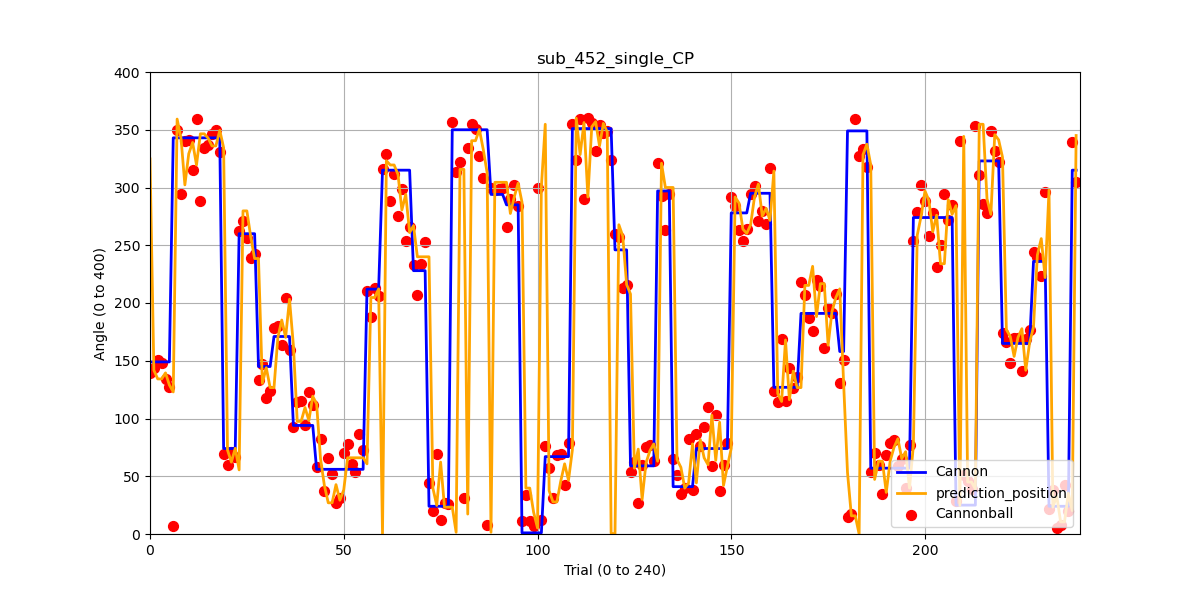 sub_452_single_CP
Angle (0 to 400)
400
350
300
250
200
150
100
50
0
0
50
100
150
200
Trial (0 to 240)
Cannon
prediction_position
Cannonball